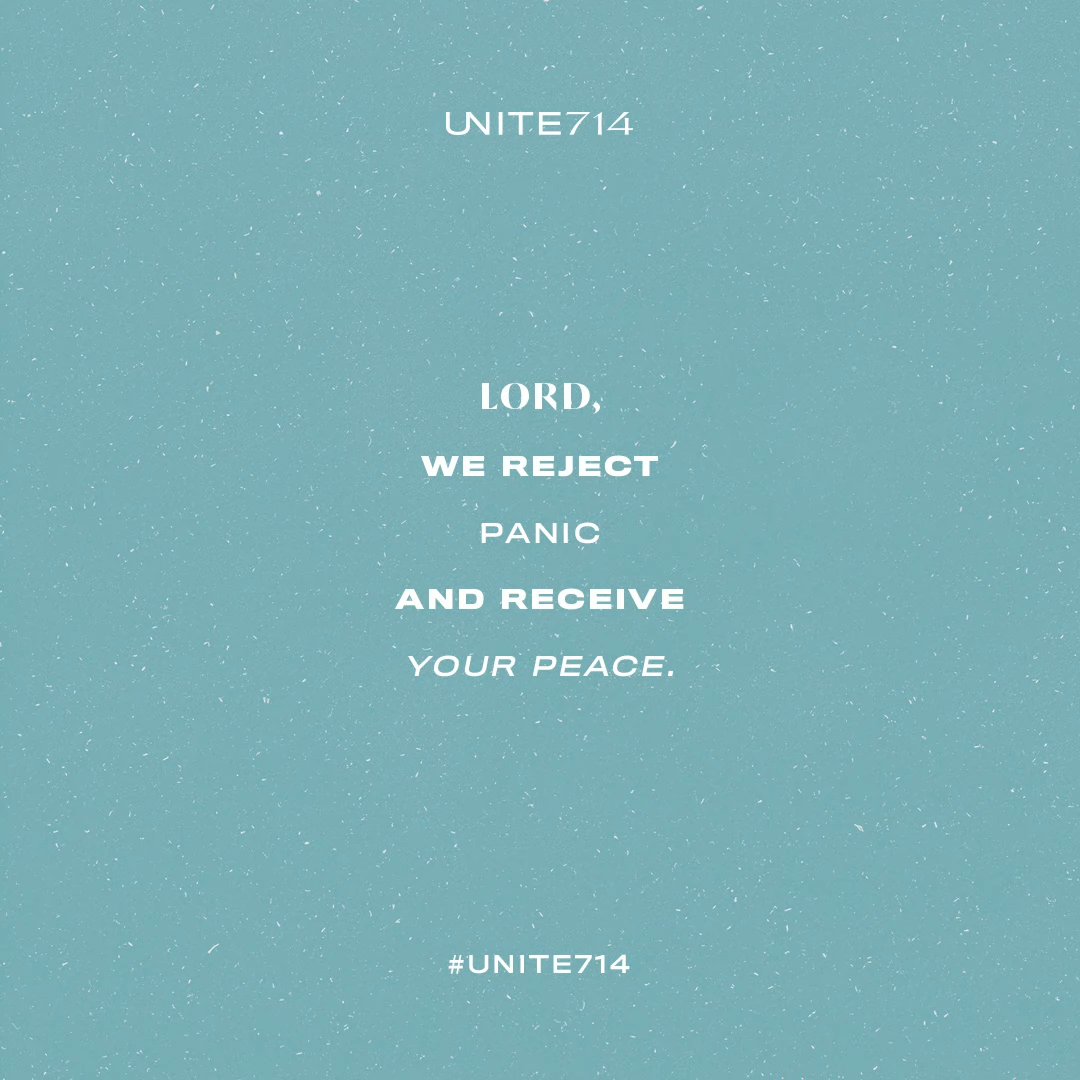 UNITE714
LORD,
WE REJECT
PANIC
AND RECEIVE
YOUR PEACE.
#UNITE714